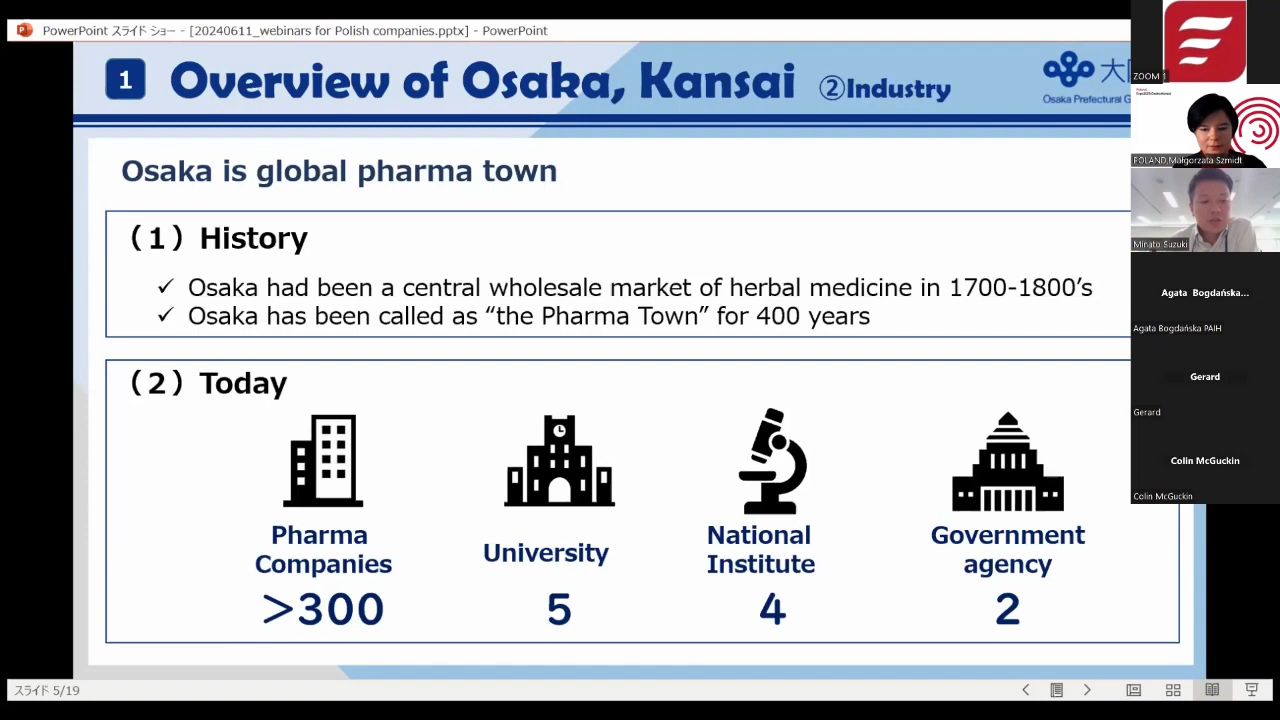 PowerPoint スライド ショー - [20240611_webinars for Polish companies.pptx] - PowerPoint
1 Overview of Osaka, Kansai ②Industry
大
Osaka Prefectural G
Osaka is global pharma town
（1）History
✓ Osaka had been a central wholesale market of herbal medicine in 1700-1800’s
✓ Osaka has been called as “the Pharma Town” for 400 years
（2）Today
Pharma
Companies
>300
University
5
National
Institute
4
Government
agency
2
スライド 5/19
ZOOM 1
POLAND Małgorzata Szmidt
Minato Suzuki
Agata Bogdańska...
Agata Bogdańska PAIH
Gerard
Gerard
Colin McGuckin
Colin McGuckin